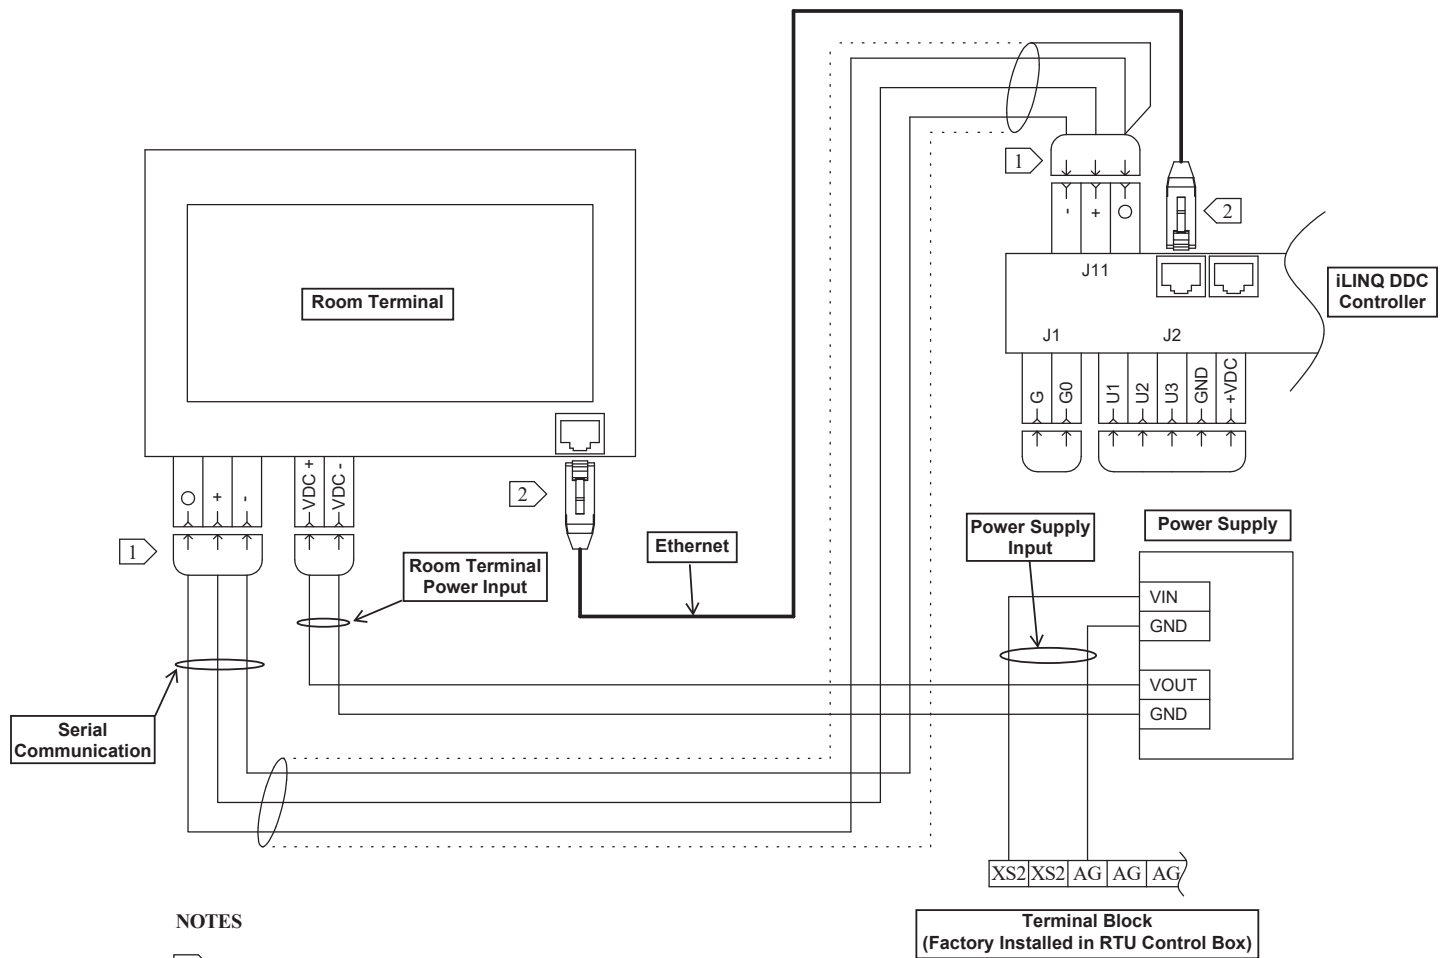 1
-
+
○
2
J11
iLINQ DDC
Controller
Room Terminal
J1
J2
G
G0
U1
U2
U3
GND
+VDC
○
+
-
VDC +
VDC -
2
1
Ethernet
Room Terminal
Power Input
Power Supply
Input
Power Supply
VIN
GND
VOUT
GND
Serial
Communication
XS2 XS2 AG AG AG
NOTES
Terminal Block
(Factory Installed in RTU Control Box)